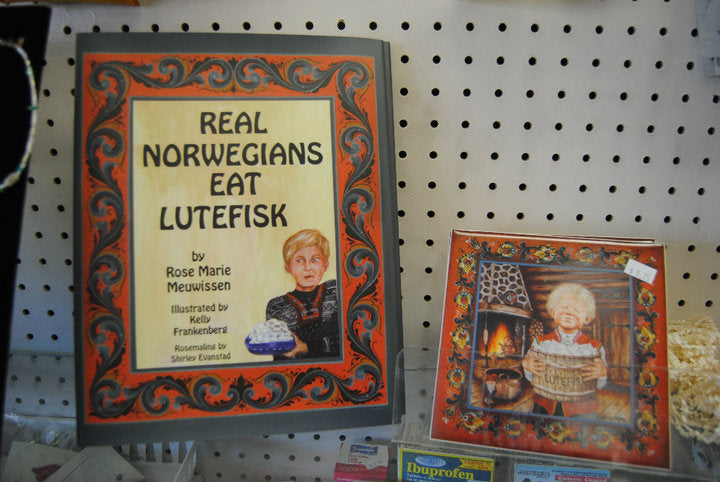 REAL
NORWEGIANS
EAT
LUTEFISK
by
Rose Marie
Meuwissen
Illustrated by
Kelly
Frankenberg
Rosemaling by
Shirley Evanstad
LUTEFISK
Ibuprofen